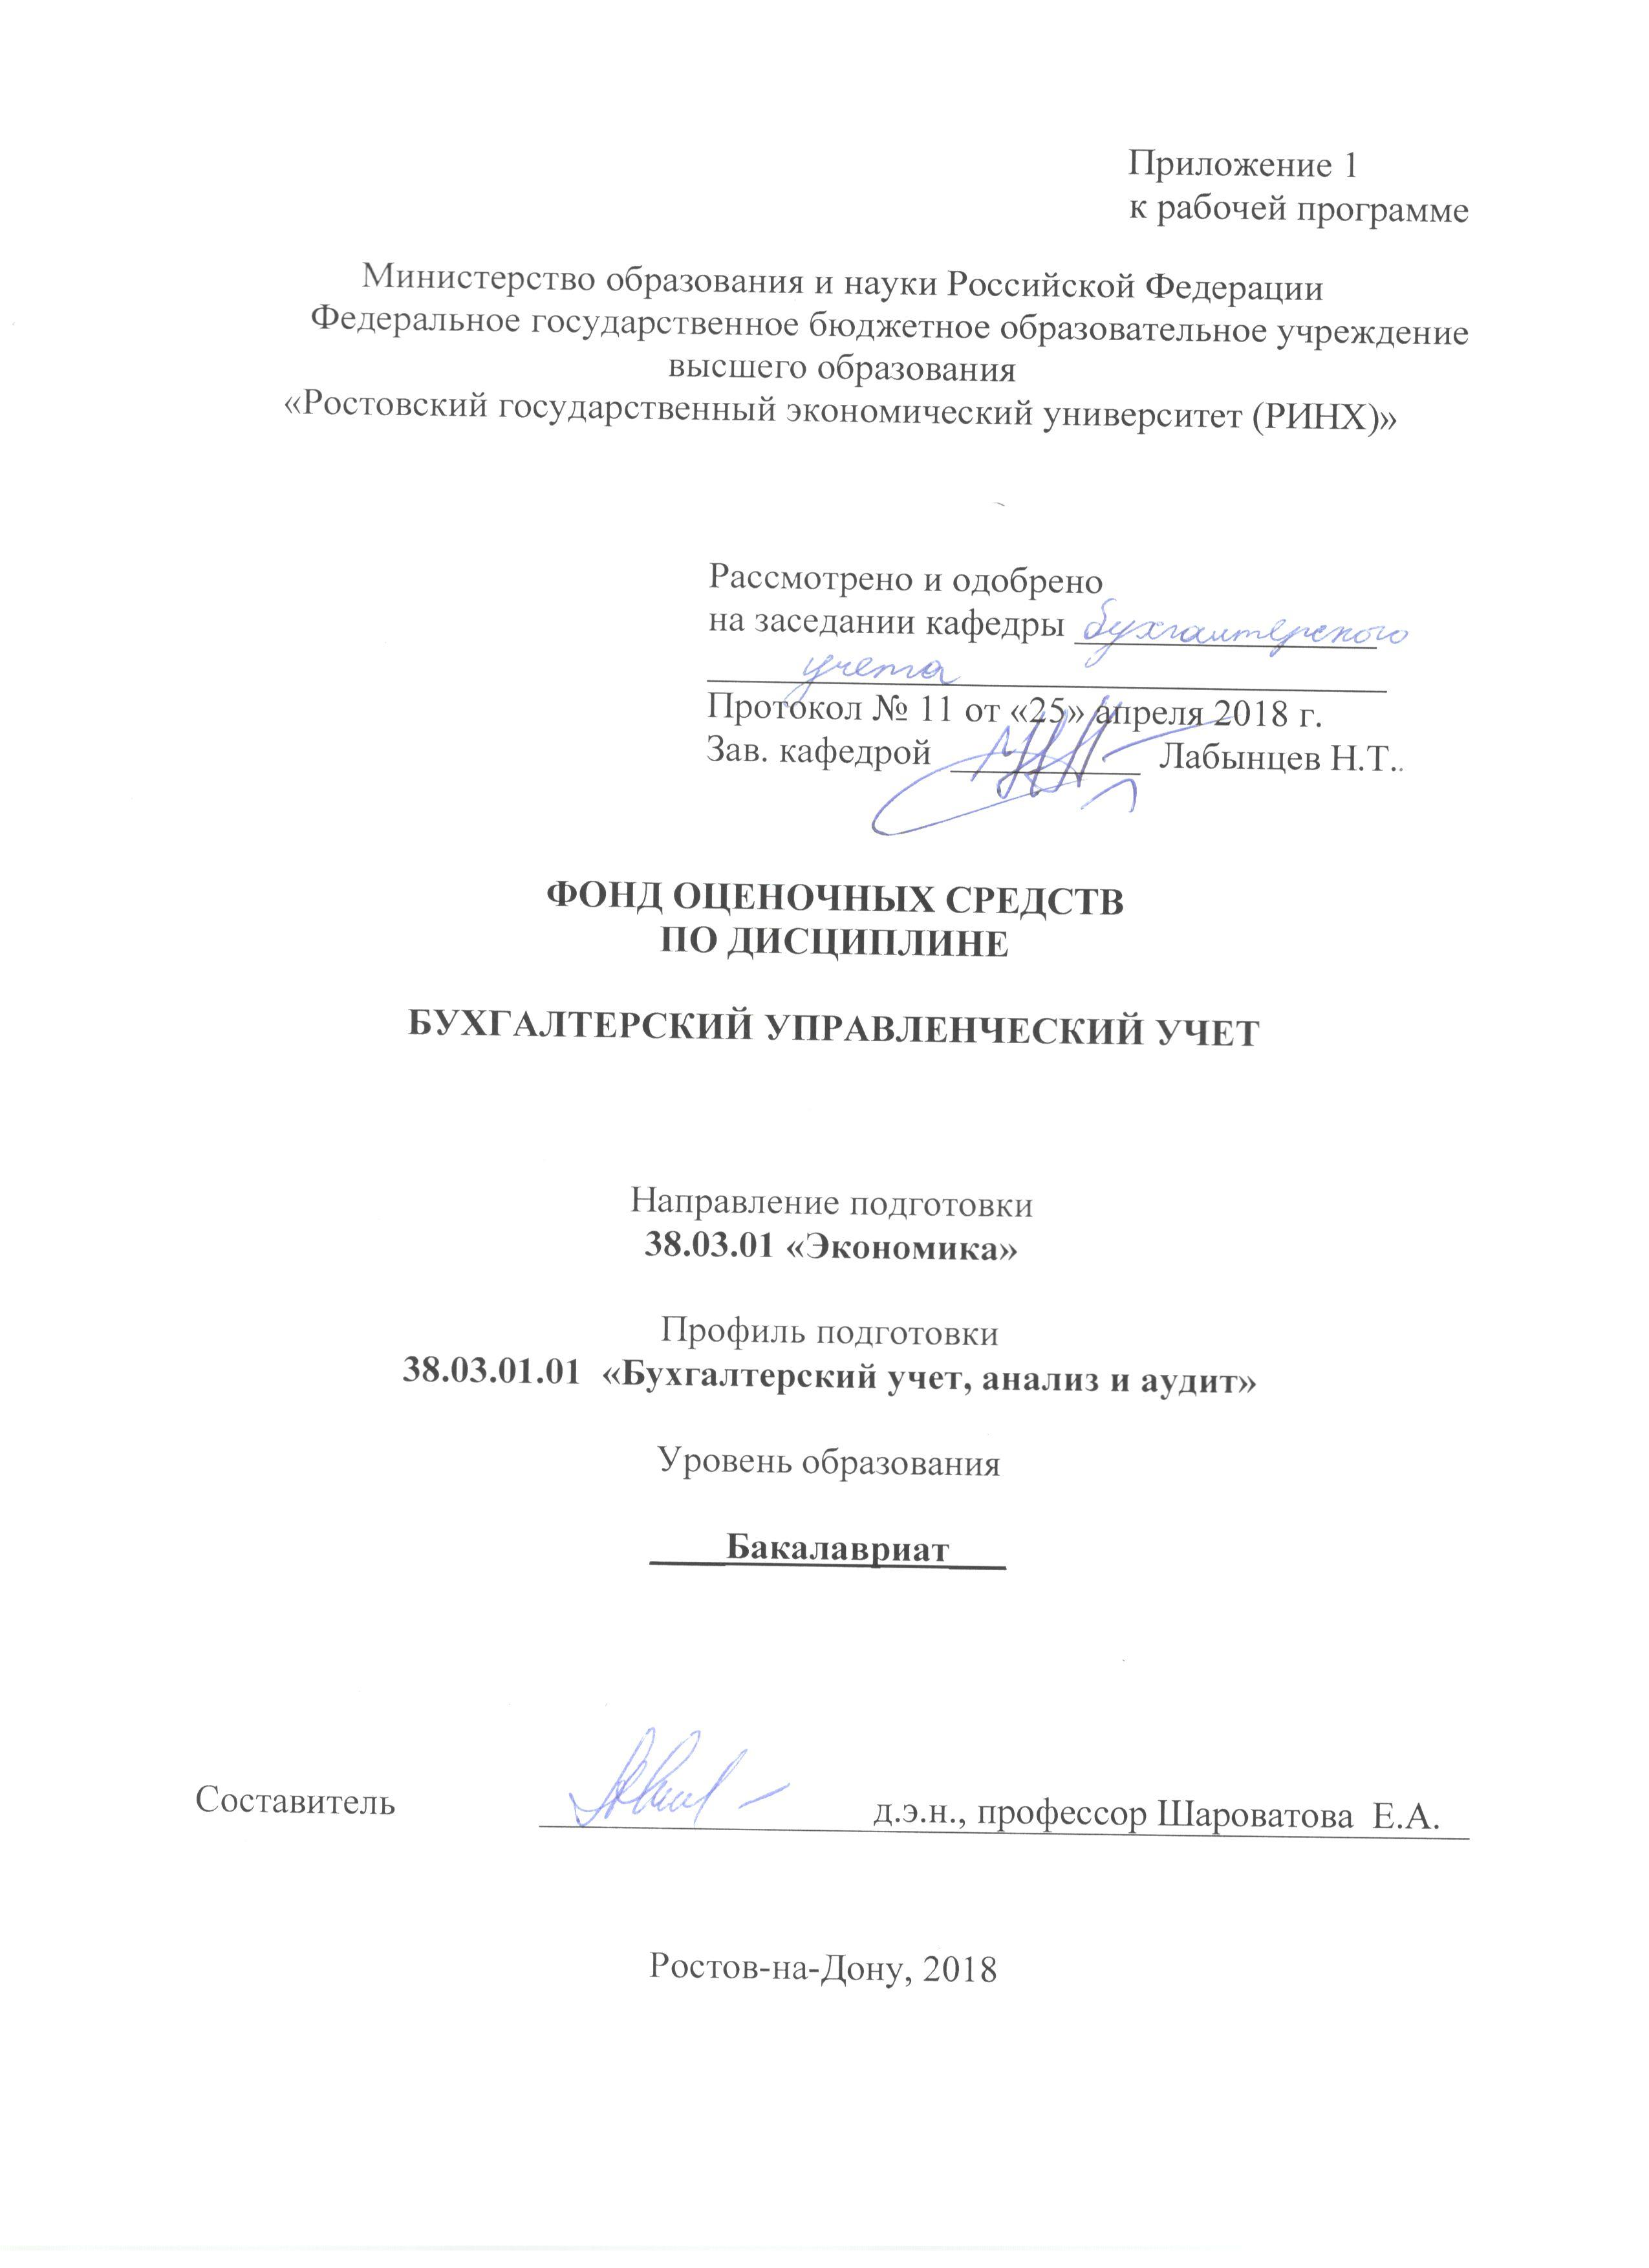 Приложение 1
к рабочей программе
Министерство образования и науки Российской Федерации
Федеральное государственное бюджетное образовательное учреждение
высшего образования
«Ростовский государственный экономический университет (РИНХ)»
Рассмотрено и одобрено
на заседании кафедры бухгалтерского
учета
Протокол № 11 от «25» апреля 2018 г.
Зав. кафедрой Лабынцев Н.Т..
ФОНД ОЦЕНОЧНЫХ СРЕДСТВ
ПО ДИСЦИПЛИНЕ
БУХГАЛТЕРСКИЙ УПРАВЛЕНЧЕСКИЙ УЧЕТ
Направление подготовки
38.03.01 «Экономика»
Профиль подготовки
38.03.01.01 «Бухгалтерский учет, анализ и аудит»
Уровень образования
Бакалавриат
Составитель д.э.н., профессор Шароватова Е.А.
Ростов-на-Дону, 2018